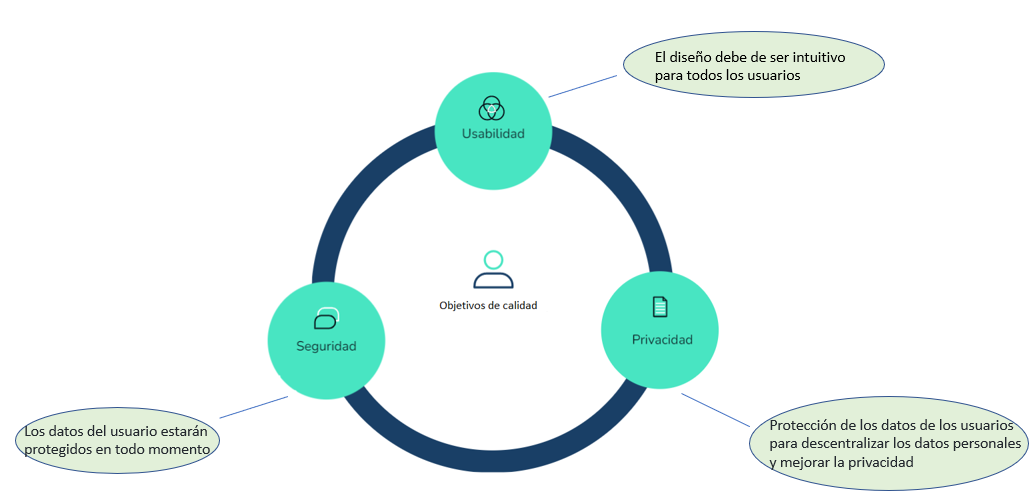 El diseño debe de ser intuitivo
para todos los usuarios
Usabilidad
Objetivos de calidad
Privacidad
Seguridad
Los datos del usuario estarán
protegidos en todo momento
Protección de los datos de los usuarios
para descentralizar los datos personales
y mejorar la privacidad